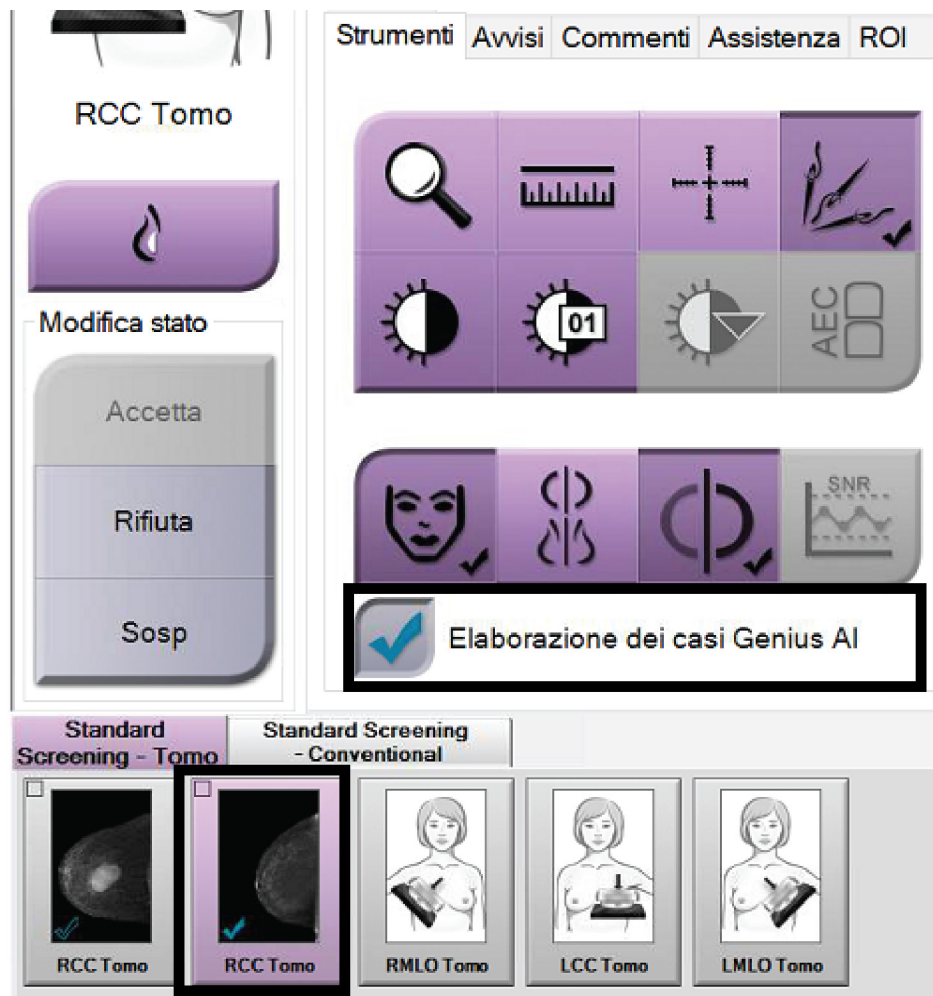 RCC Tomo
Modifica stato
Accetta
Rifiuta
Sosp
Strumenti Avvisi Commenti Assistenza ROI
01
AEC
SNR
Elaborazione dei casi Genius AI
Standard
Screening - Tomo
Standard Screening
- Conventional
RCC Tomo
RCC Tomo
RMLO Tomo
LCC Tomo
LMLO Tomo